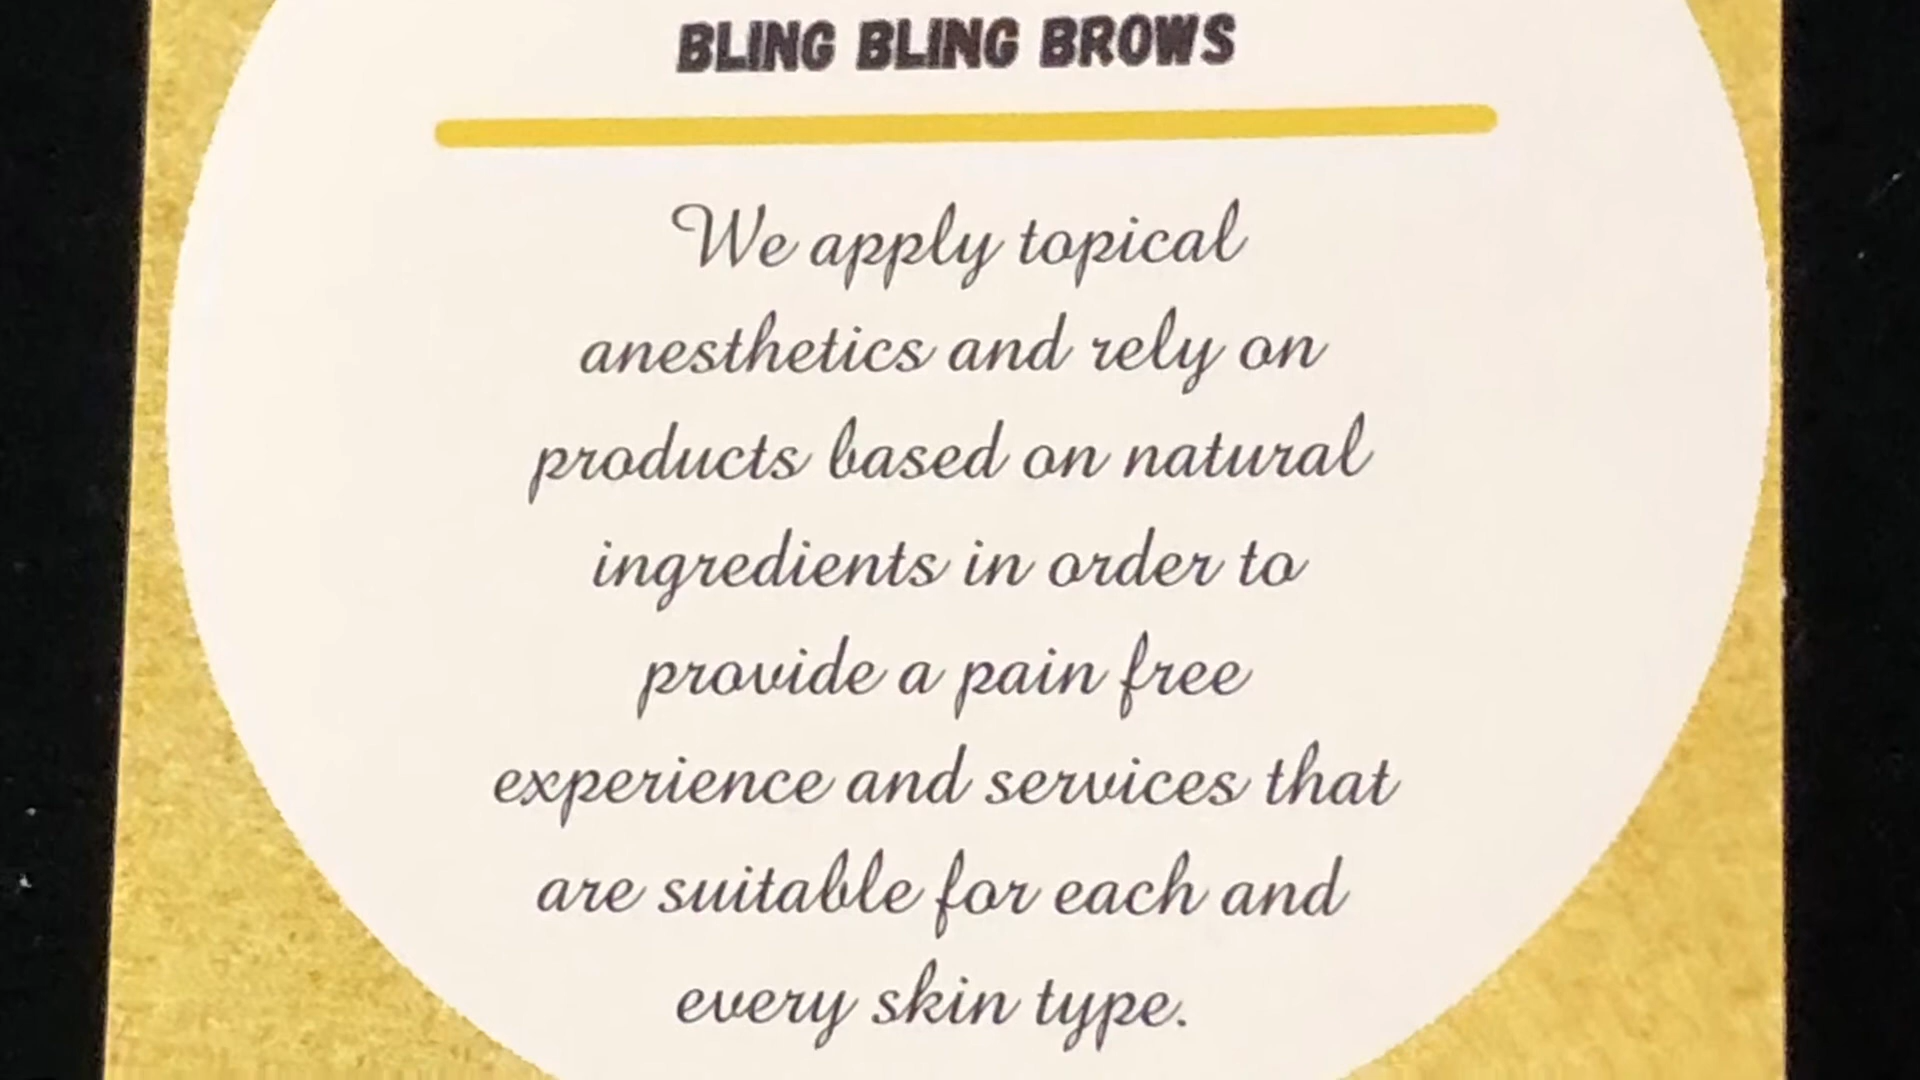 BLING BLING BROWS
We apply topical
anesthetics and rely on
products based on natural
ingredients in order to
provide a pain free
experience and services that
are suitable for each and
every skin type.